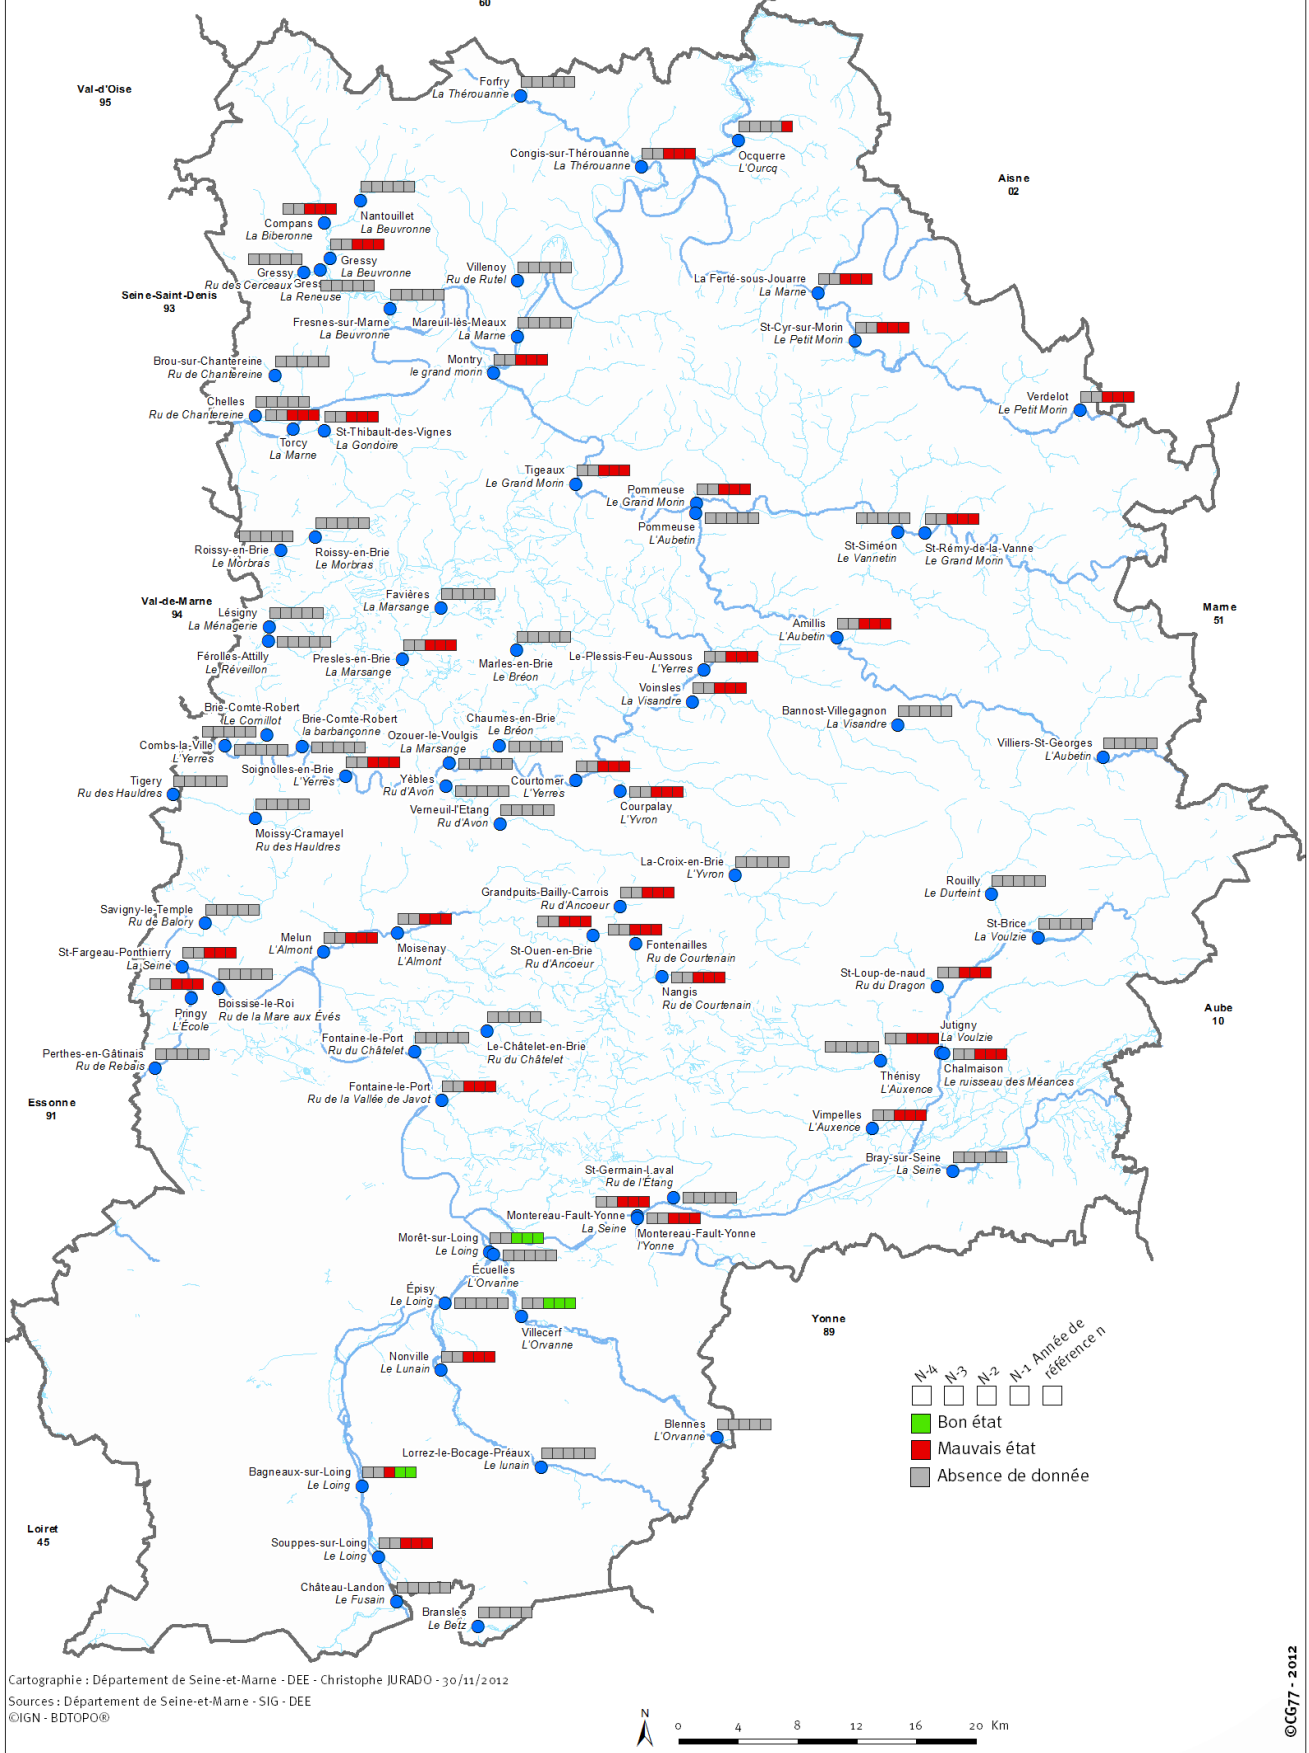 60
Val-d'Oise
95
Forfry
La Thérouanne
Congis-sur-Thérouanne
La Thérouanne
Ocquerre
L'Ourcq
Aisne
02
Nantouillet
La Beuvronne
Compans
La Biberonne
Gressy
La Beuvronne
Gressy
Ru des Cerceaux
Gress
La Reneuse
Villenoy
Ru de Rutel
La Ferté-sous-Jouarre
La Marne
Seine-Saint-Denis
93
Fresnes-sur-Marne
La Beuvronne
Mareuil-lès-Meaux
La Marne
St-Cyr-sur-Morin
Le Petit Morin
Brou-sur-Chantereine
Ru de Chantereine
Montry
le grand morin
Verdelot
Le Petit Morin
Chelles
Ru de Chantereine
Torcy
La Marne
St-Thibault-des-Vignes
La Gondoire
Tigeaux
Le Grand Morin
Pommeuse
Le Grand Morin
Pommeuse
L'Aubetin
St-Siméon
Le Vannetin
St-Rémy-de-la-Vanne
Le Grand Morin
Roissy-en-Brie
Le Morbras
Roissy-en-Brie
Le Morbras
Favières
La Marsange
Val-de-Marne
94
Lésigny
La Ménagerie
Marne
51
Amillis
L'Aubetin
Férolles-Attilly
Le Réveillon
Presles-en-Brie
La Marsange
Marles-en-Brie
Le Bréon
Le-Plessis-Feu-Aussous
L'Yerres
Voinsles
La Visandre
Bannost-Villegagnon
La Visandre
Brie-Comte-Robert
Le Cornillot
Brie-Comte-Robert
la barbançonne
Chaumes-en-Brie
Le Bréon
Ozouer-le-Voulgis
La Marsange
Combs-la-Ville
L'Yerres
Villiers-St-Georges
L'Aubetin
Soignolles-en-Brie
L'Yerres
Tigery
Ru des Hauldres
Yèbles
Ru d'Avon
Courtomer
L'Yerres
Courpalay
L'Yvron
Verneuil-l'Etang
Ru d'Avon
Moissy-Cramayel
Ru des Hauldres
La-Croix-en-Brie
L'Yvron
Rouilly
Le Durteint
Grandpuits-Bailly-Carrois
Ru d'Ancoeur
Savigny-le-Temple
Ru de Balory
St-Brice
La Voulzie
Melun
L'Almont
Moisenay
L'Almont
St-Ouen-en-Brie
Ru d'Ancoeur
Fontenailles
Ru de Courtenain
St-Fargeau-Ponthierry
La Seine
St-Loup-de-naud
Ru du Dragon
Nangis
Ru de Courtenain
Boissise-le-Roi
Ru de la Mare aux Évés
Pringy
L'École
Aube
10
Jutigny
La Voulzie
Fontaine-le-Port
Ru du Châtelet
Le-Châtelet-en-Brie
Ru du Châtelet
Perthes-en-Gâtinais
Ru de Rebais
Thénisy
L'Auxence
Chalmaison
Le ruisseau des Méances
Fontaine-le-Port
Ru de la Vallée de Javot
Essonne
91
Vimpelles
L'Auxence
Bray-sur-Seine
La Seine
St-Germain-Laval
Ru de l'Étang
Montereau-Fault-Yonne
La Seine
Montereau-Fault-Yonne
l'Yonne
Morêt-sur-Loing
Le Loing
Écuelles
L'Orvanne
Épisy
Le Loing
Villecerf
L'Orvanne
Yonne
89
Nonville
Le Lunain
N-4
N-3
N-2
N-1
Année de
référence n
Bon état
Mauvais état
Absence de donnée
Blennes
L'Orvanne
Lorrez-le-Bocage-Préaux
Le lunain
Bagneaux-sur-Loing
Le Loing
Loiret
45
Souppes-sur-Loing
Le Loing
Château-Landon
Le Fusain
Bransles
Le Betz
Cartographie : Département de Seine-et-Marne - DEE - Christophe JURADO - 30/11/2012
Sources : Département de Seine-et-Marne - SIG - DEE
©IGN - BDTOPO®
N
0 4 8 12 16 20 Km
©CG77 - 2012